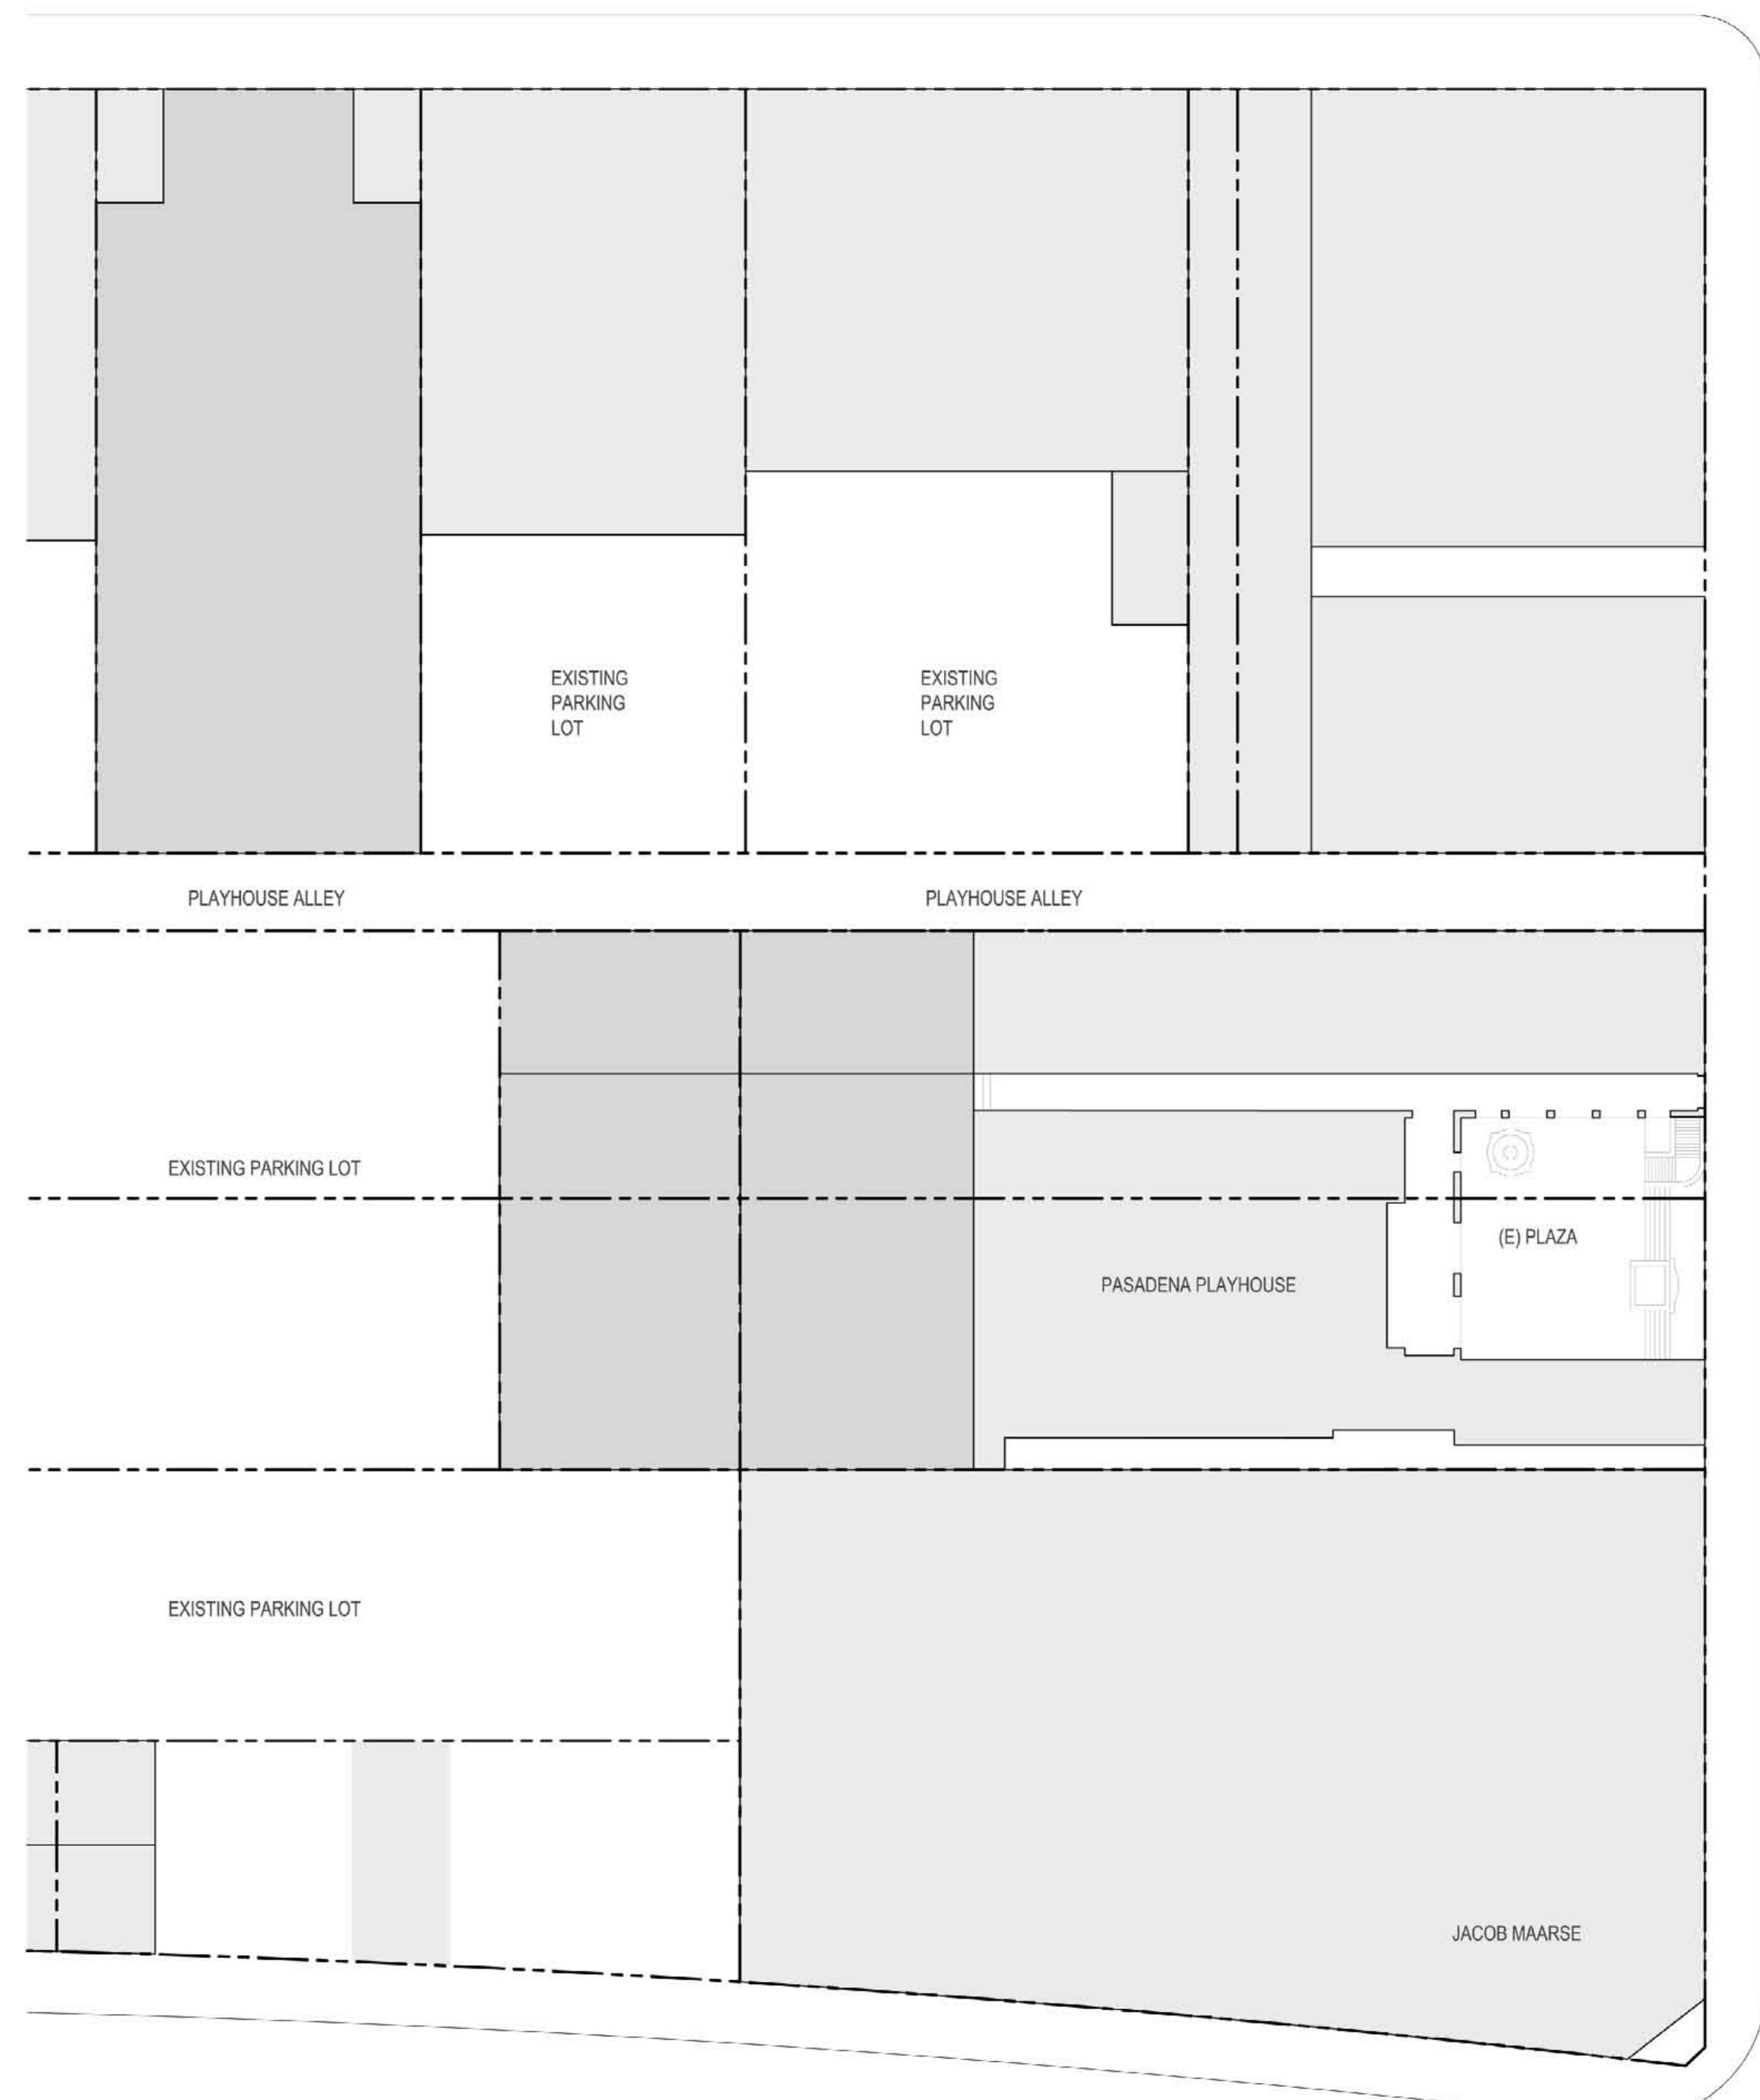 EXISTING
PARKING
LOT
EXISTING
PARKING
LOT
PLAYHOUSE ALLEY
PLAYHOUSE ALLEY
EXISTING PARKING LOT
(E) PLAZA
PASADENA PLAYHOUSE
EXISTING PARKING LOT
JACOB MAARSE